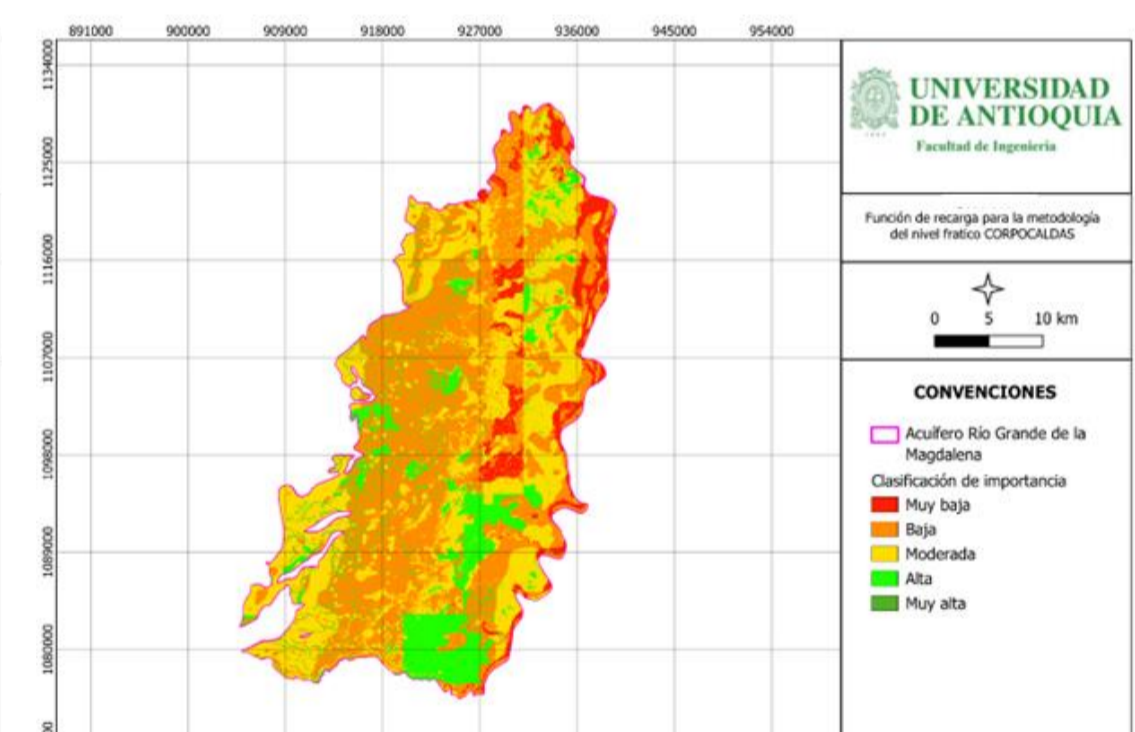 891000 900000 909000 918000 927000 936000 945000 954000
1134000
1125000
1116000
1107000
1098000
1089000
1080000
UNIVERSIDAD
DE ANTIOQUIA
Facultad de Ingeniería
Función de recarga para la metodología
del nivel fratico CORPOCALDAS
0 5 10 km
CONVENCIONES
Acuífero Río Grande de la
Magdalena
Clasificación de importancia
Muy baja
Baja
Moderada
Alta
Muy alta